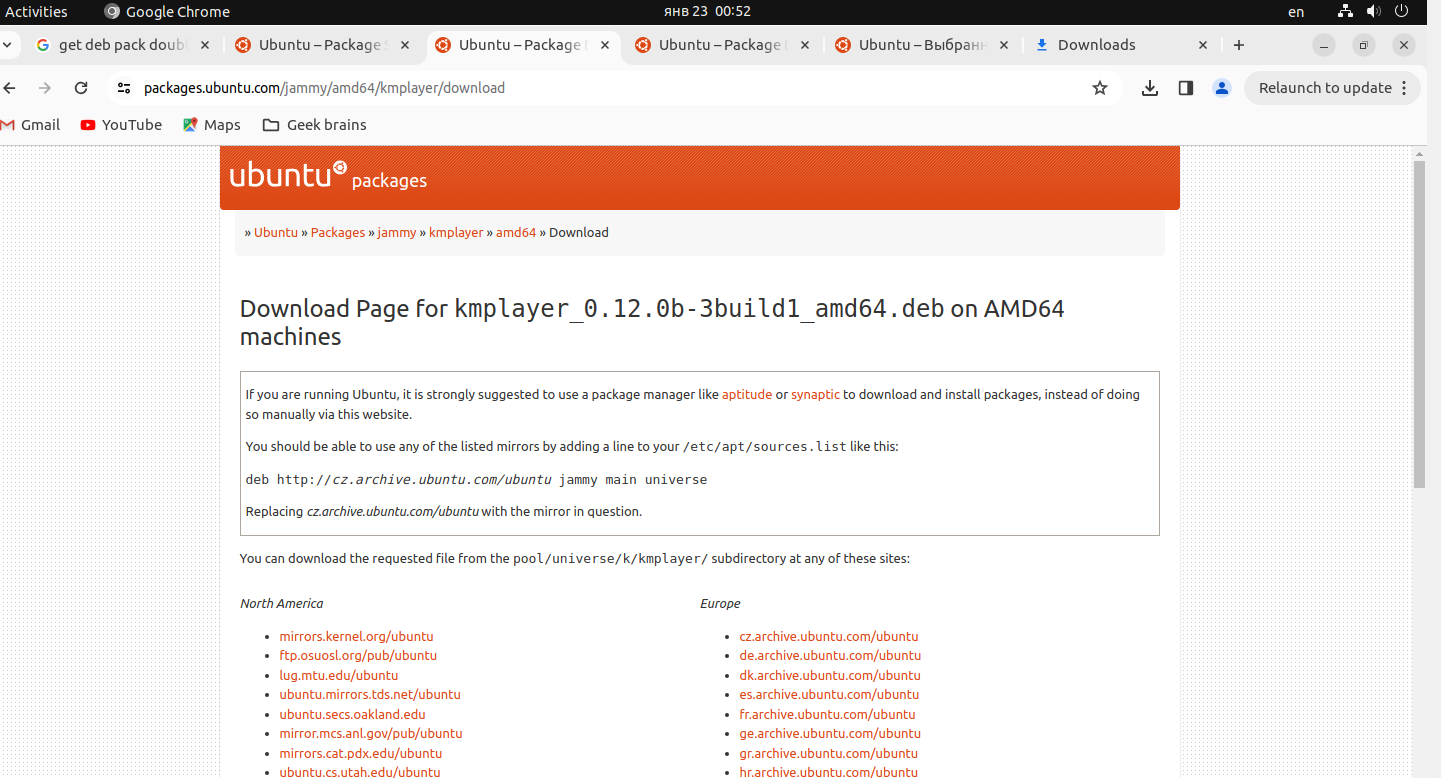 Activities
Google Chrome
янв 23 00:52
en
get deb pack doubl
Ubuntu – Package S
Ubuntu – Package D
Ubuntu – Package D
Ubuntu – Выбранн
Downloads
packages.ubuntu.com/jammy/amd64/kmplayer/download
Relaunch to update
Gmail
YouTube
Maps
Geek brains
ubuntu packages
» Ubuntu » Packages » jammy » kmplayer » amd64 » Download
Download Page for kmplayer_0.12.0b-3build1_amd64.deb on AMD64
machines
If you are running Ubuntu, it is strongly suggested to use a package manager like aptitude or synaptic to download and install packages, instead of doing
so manually via this website.
You should be able to use any of the listed mirrors by adding a line to your /etc/apt/sources.list like this:
deb http://cz.archive.ubuntu.com/ubuntu jammy main universe
Replacing cz.archive.ubuntu.com/ubuntu with the mirror in question.
You can download the requested file from the pool/universe/k/kmplayer/ subdirectory at any of these sites:
North America
mirrors.kernel.org/ubuntu
ftp.osuosl.org/pub/ubuntu
lug.mtu.edu/ubuntu
ubuntu.mirrors.tds.net/ubuntu
ubuntu.secs.oakland.edu
mirror.mcs.anl.gov/pub/ubuntu
mirrors.cat.pdx.edu/ubuntu
ubuntu.cs.utah.edu/ubuntu
Europe
cz.archive.ubuntu.com/ubuntu
de.archive.ubuntu.com/ubuntu
dk.archive.ubuntu.com/ubuntu
es.archive.ubuntu.com/ubuntu
fr.archive.ubuntu.com/ubuntu
ge.archive.ubuntu.com/ubuntu
gr.archive.ubuntu.com/ubuntu
hr.archive.ubuntu.com/ubuntu